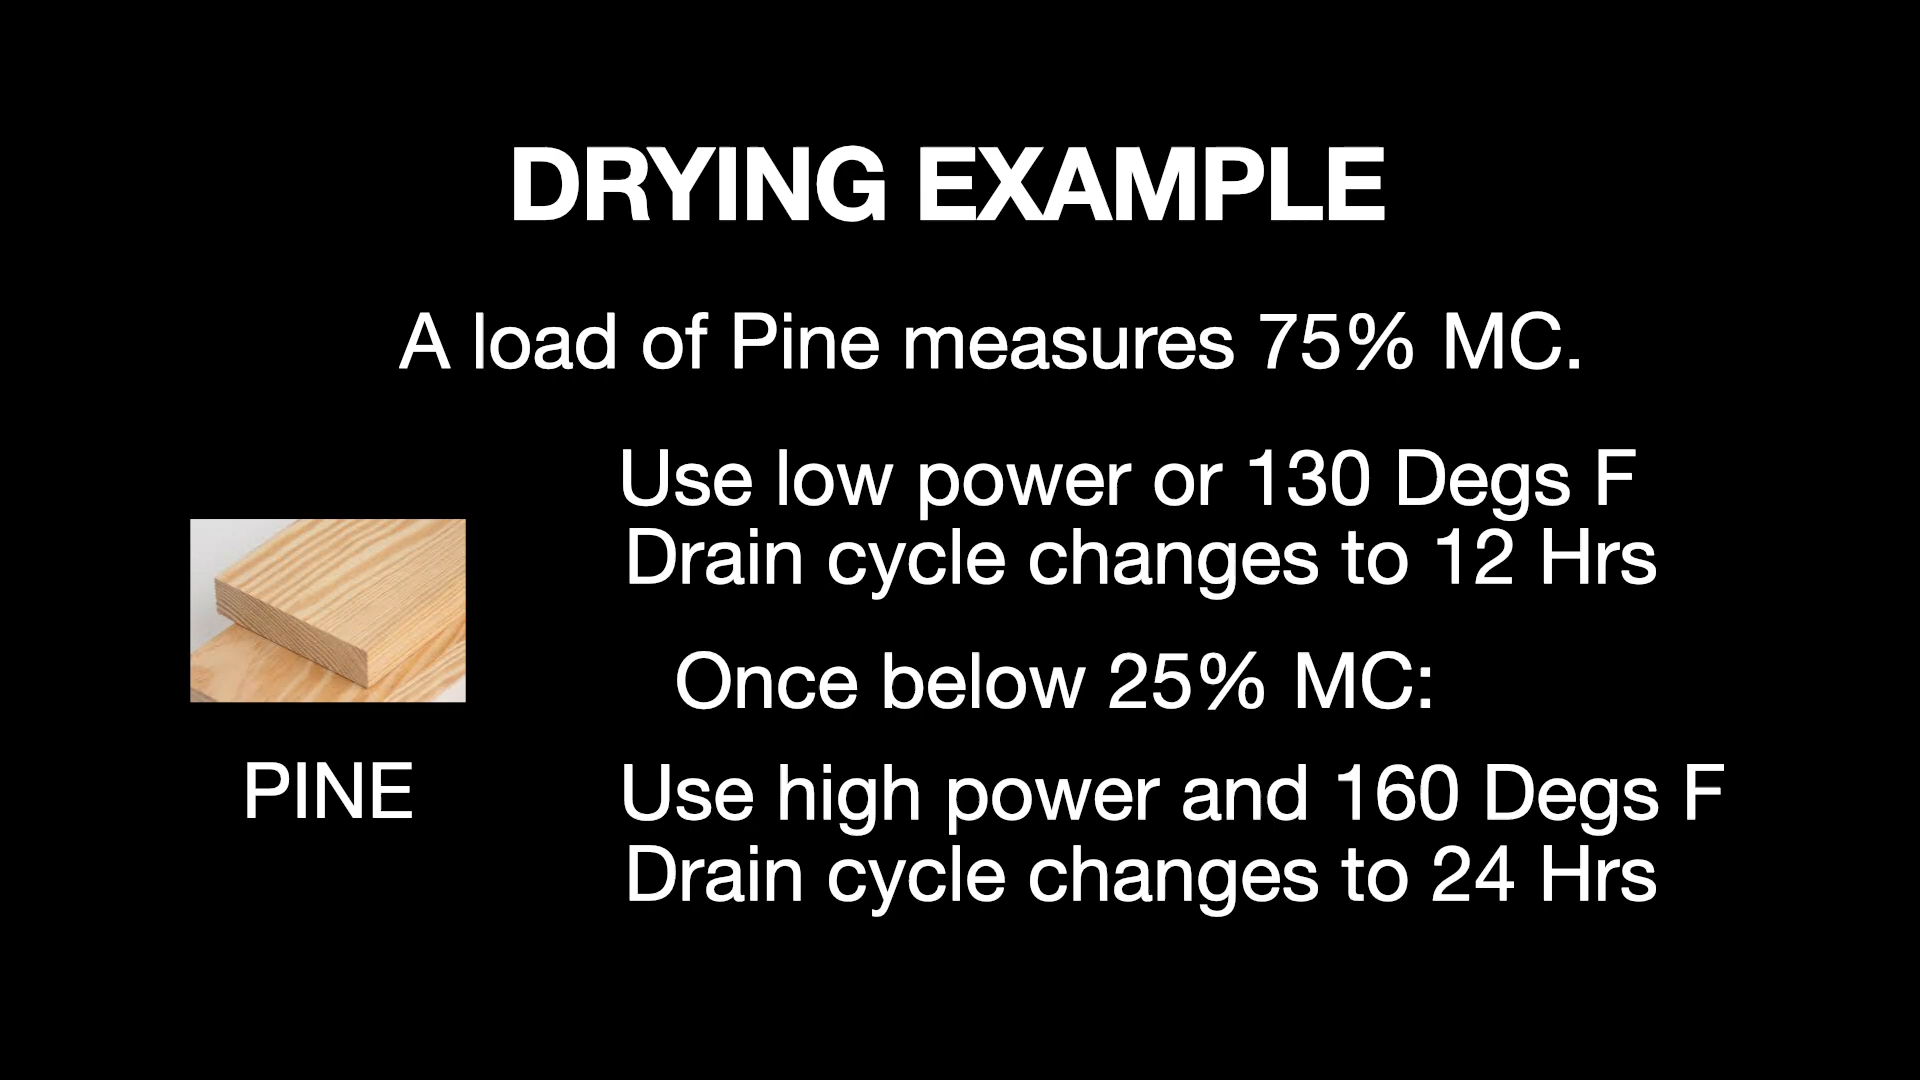 DRYING EXAMPLE
A load of Pine measures 75% MC.
Use low power or 130 Degs F
Drain cycle changes to 12 Hrs
Once below 25% MC:
PINE
Use high power and 160 Degs F
Drain cycle changes to 24 Hrs